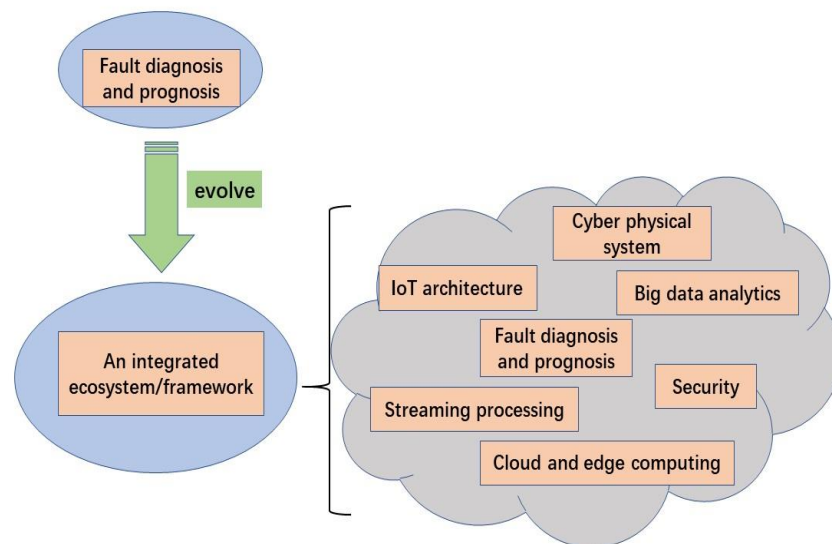 Fault diagnosis
and prognosis
evolve
An integrated
ecosystem/framework
Cyber physical
system
IoT architecture
Big data analytics
Fault diagnosis
and prognosis
Security
Streaming processing
Cloud and edge computing